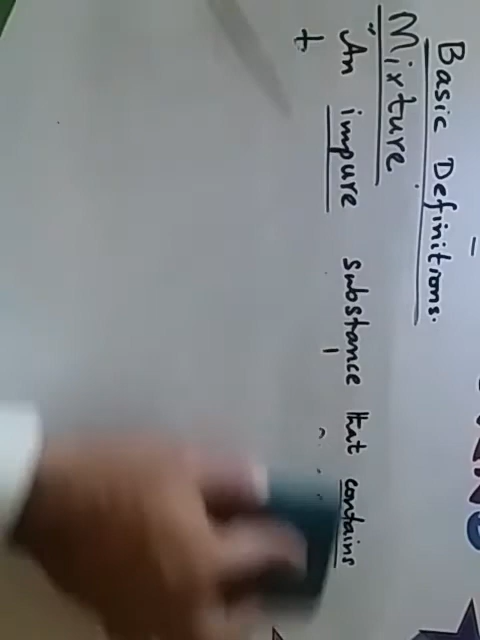 Basic Definitions.
Mixture
"An impure substance that contains
t